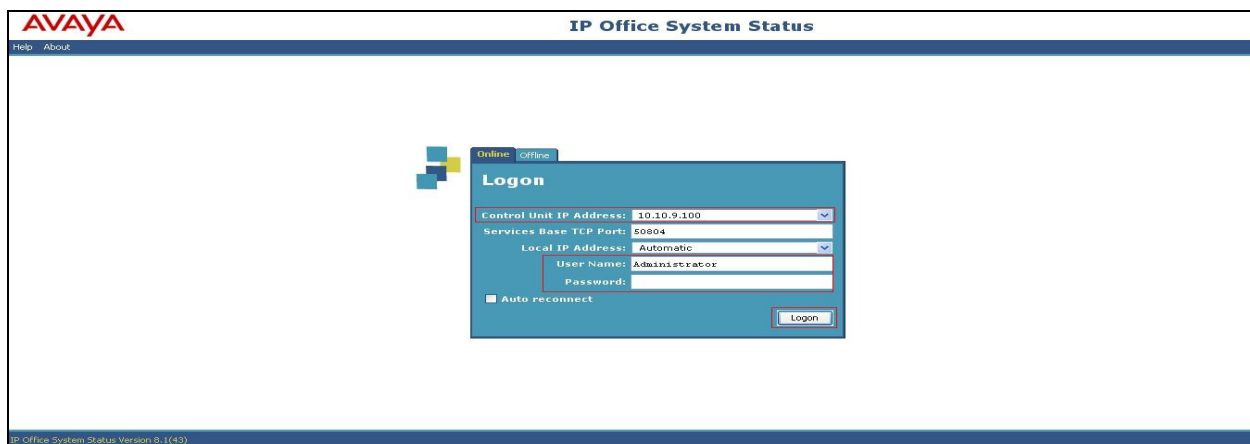 AVAYA
IP Office System Status
Help About
Online Offline
Logon
Control Unit IP Address: 10.10.9.100
Services Base TCP Port: 50804
Local IP Address: Automatic
User Name: Administrator
Password:
Auto reconnect
Logon
IP Office System Status Version 8.1(43)